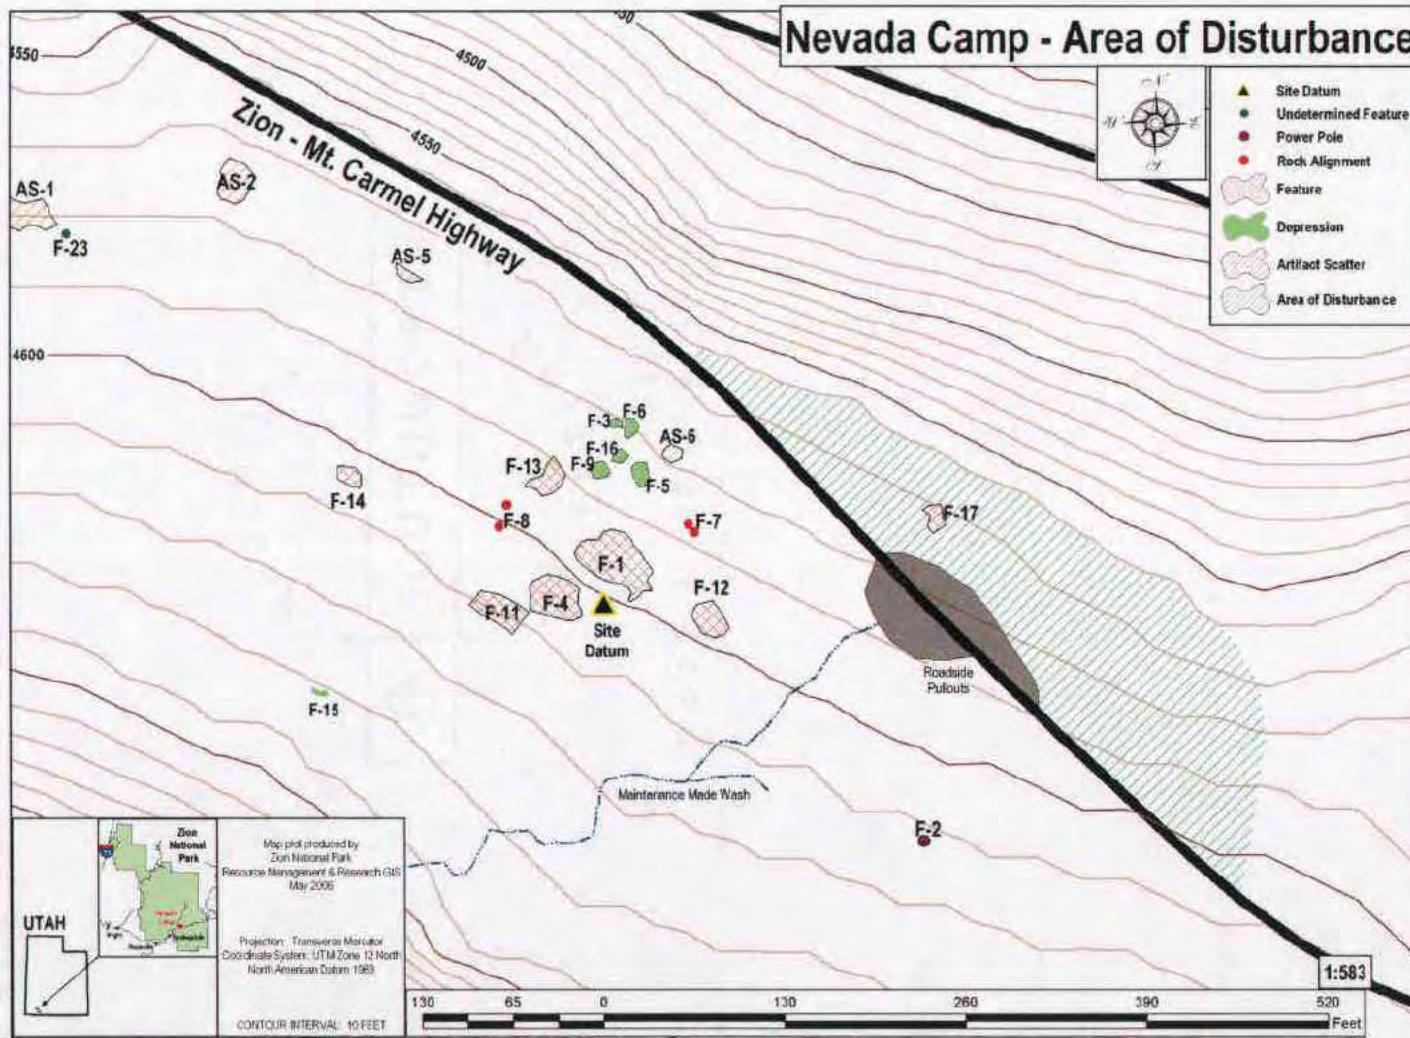 Nevada Camp - Area of Disturbance
Site Datum
Undetermined Feature
Power Pole
Rock Alignment
Feature
Depression
Artifact Scatter
Area of Disturbance
4550
4500
4550
Zion - Mt. Carmel Highway
AS-1
AS-2
F-23
AS-5
4600
F-3
F-6
AS-6
F-16
F-13
F-9
F-5
F-14
F-8
F-7
F-17
F-1
F-12
F-11
F-4
Site
Datum
Roadside
Pullouts
F-15
Maintenance Made Wash
F-2
Zion
National
Park
UTAH
Map plot produced by
Zion National Park
Resource Management & Research GIS
May 2006
Projection: Transverse Mercator
Coordinate System: UTM Zone 12 North
North American Datum 1983
CONTOUR INTERVAL: 10 FEET
1:583
130 65 0 130 260 390 520
Feet